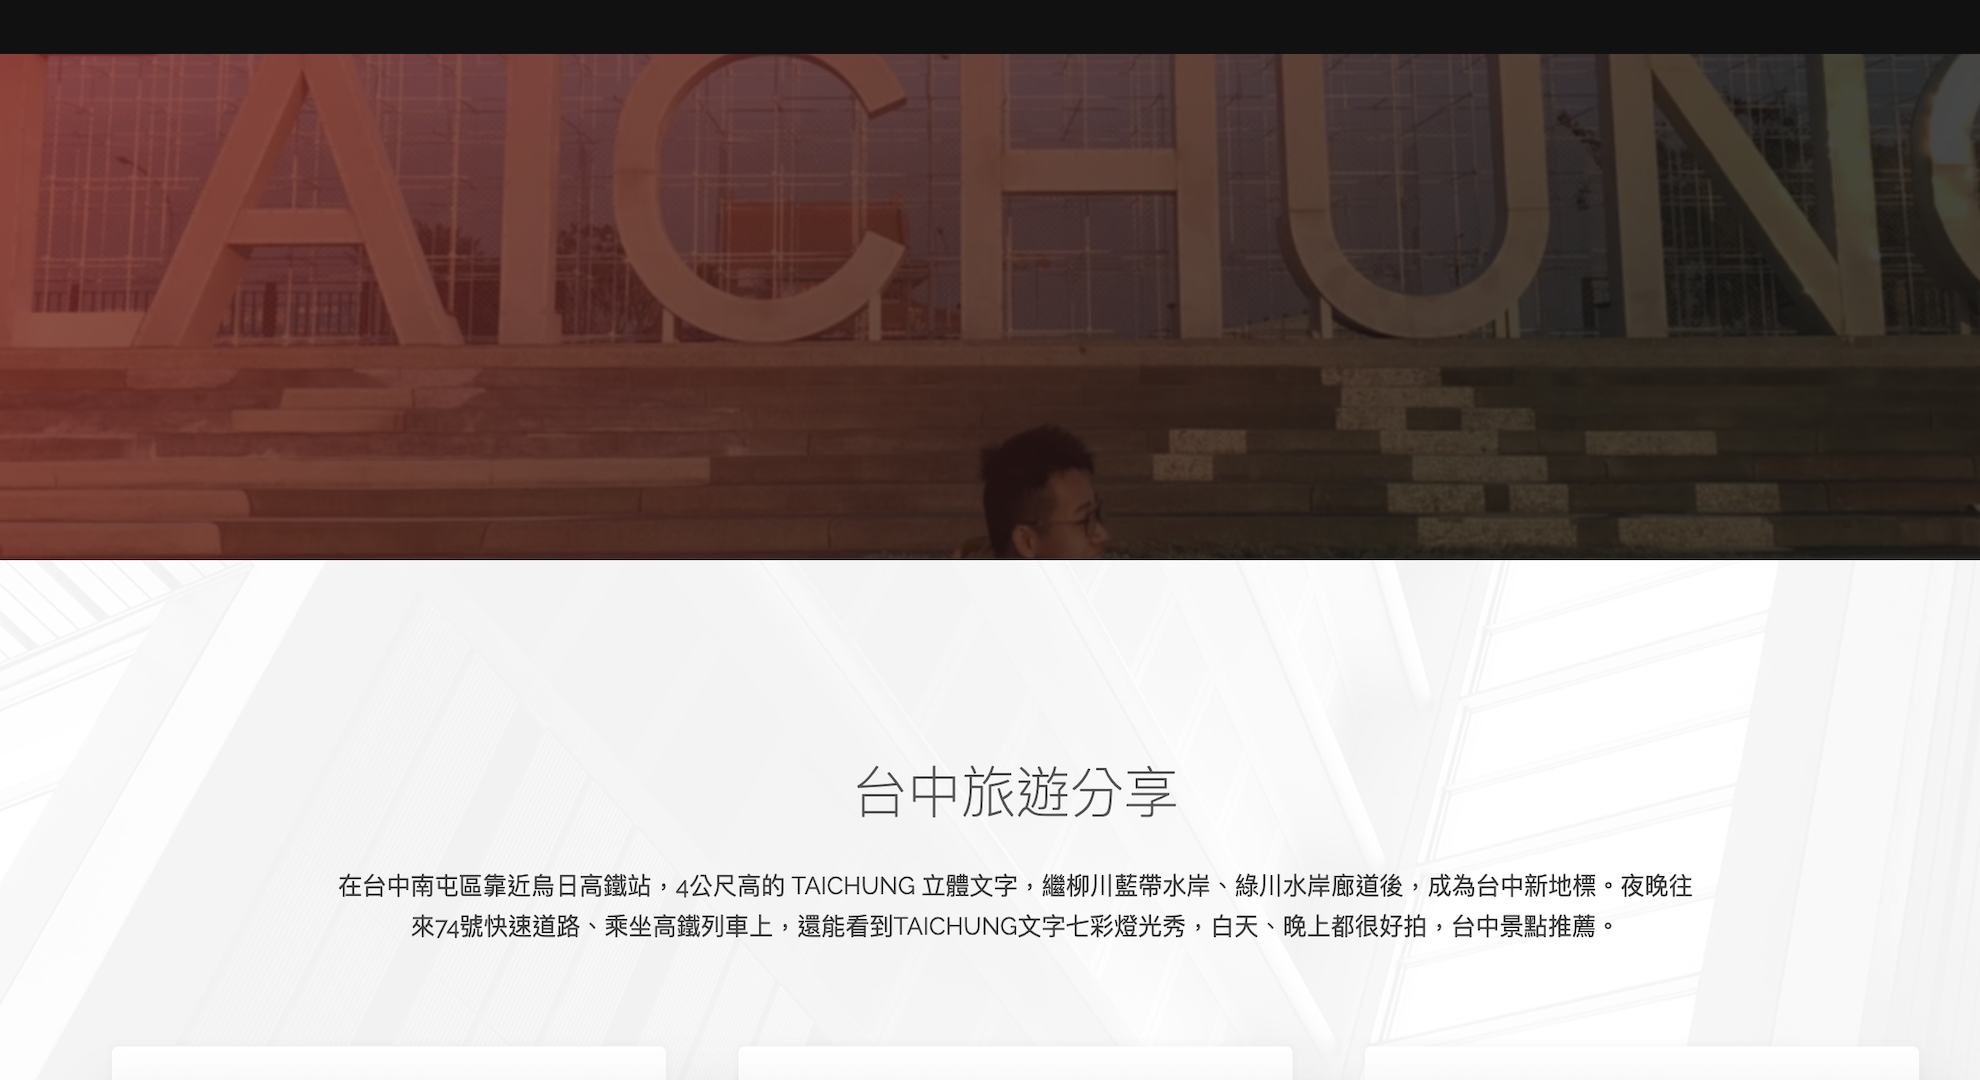 TAICHUNG
台中旅遊分享
在台中南屯區靠近烏日高鐵站，4公尺高的 TAICHUNG 立體文字，繼柳川藍帶水岸、綠川水岸廊道後，成為台中新地標。夜晚往
來74號快速道路、乘坐高鐵列車上，還能看到TAICHUNG文字七彩燈光秀，白天、晚上都很好拍，台中景點推薦。